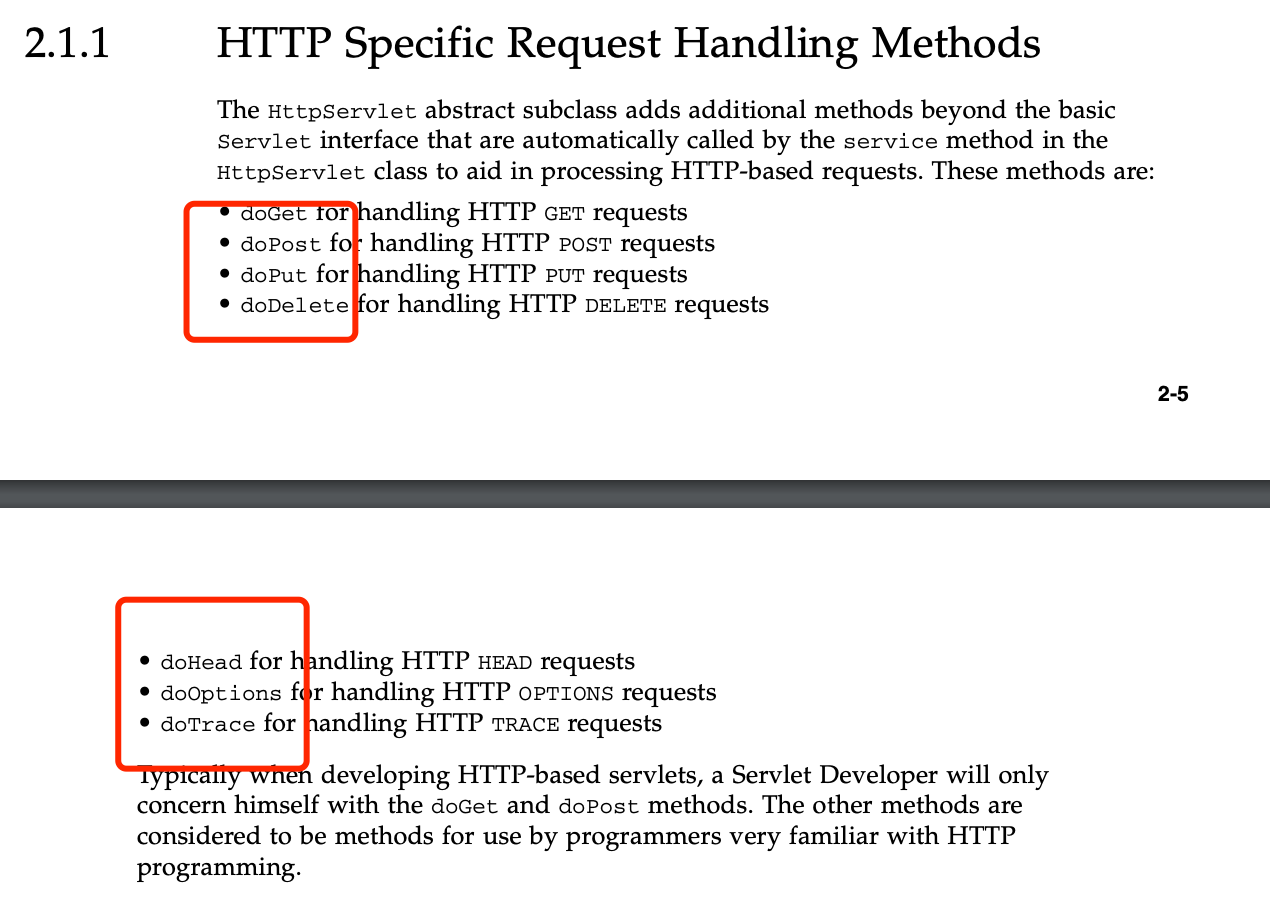 2.1.1 HTTP Specific Request Handling Methods
The HttpServlet abstract subclass adds additional methods beyond the basic
Servlet interface that are automatically called by the service method in the
HttpServlet class to aid in processing HTTP-based requests. These methods are:
• doGet for handling HTTP GET requests
• doPost for handling HTTP POST requests
• doPut for handling HTTP PUT requests
• doDelete for handling HTTP DELETE requests
2-5
• doHead for handling HTTP HEAD requests
• doOptions for handling HTTP OPTIONS requests
• doTrace for handling HTTP TRACE requests
Typically when developing HTTP-based servlets, a Servlet Developer will only
concern himself with the doGet and doPost methods. The other methods are
considered to be methods for use by programmers very familiar with HTTP
programming.